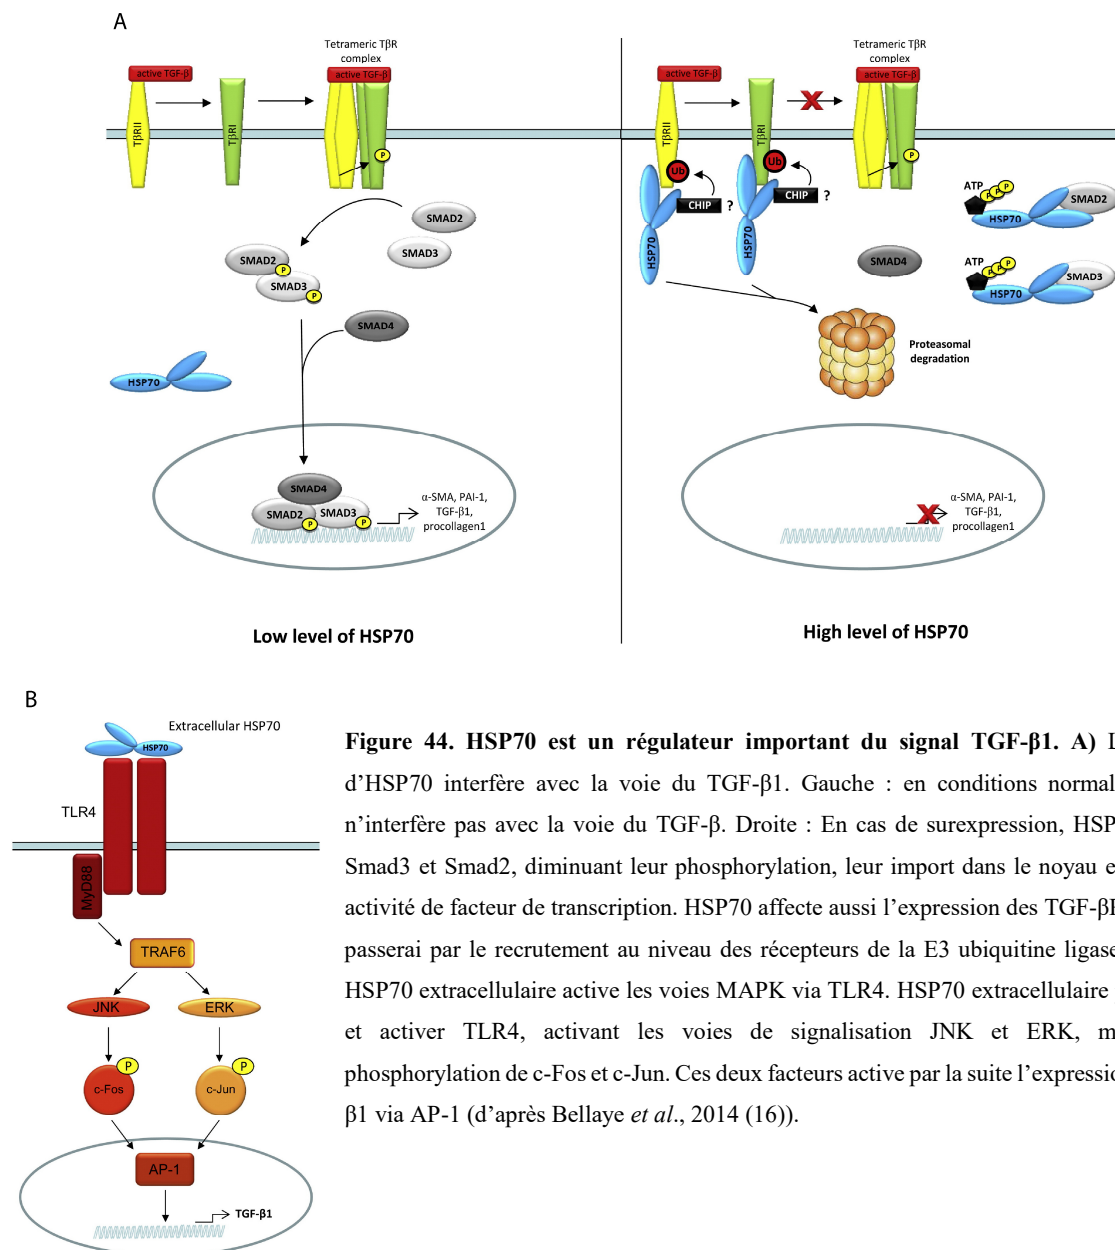 A
Tetrameric TβR
complex
active TGF-β
active TGF-β
TβRII
TβRI
P
SMAD2
SMAD3
SMAD2
P
SMAD3
P
SMAD4
HSP70
SMAD4
SMAD2
SMAD3
P
P
α-SMA, PAI-1,
TGF-β1,
procollagen1
Low level of HSP70
Tetrameric TβR
complex
active TGF-β
active TGF-β
TβRII
TβRI
P
Ub
Ub
CHIP ?
CHIP ?
HSP70
HSP70
ATP
P P P
SMAD2
HSP70
SMAD4
ATP
P P P
SMAD3
HSP70
Proteasomal
degradation
α-SMA, PAI-1,
TGF-β1,
procollagen1
High level of HSP70
B
Extracellular HSP70
HSP70
TLR4
MyD88
TRAF6
JNK
ERK
P
P
c-Fos
c-Jun
AP-1
TGF-β1
Figure 44. HSP70 est un régulateur important du signal TGF-β1. A)
d'HSP70 interfère avec la voie du TGF-β1. Gauche : en conditions normal
n'interfère pas avec la voie du TGF-β. Droite : En cas de surexpression, HSP
Smad3 et Smad2, diminuant leur phosphorylation, leur import dans le noyau e
activité de facteur de transcription. HSP70 affecte aussi l'expression des TGF-β
passerai par le recrutement au niveau des récepteurs de la E3 ubiquitine ligase
HSP70 extracellulaire active les voies MAPK via TLR4. HSP70 extracellulaire
et activer TLR4, activant les voies de signalisation JNK et ERK, m
phosphorylation de c-Fos et c-Jun. Ces deux facteurs active par la suite l'expressio
β1 via AP-1 (d'après Bellaye et al., 2014 (16)).